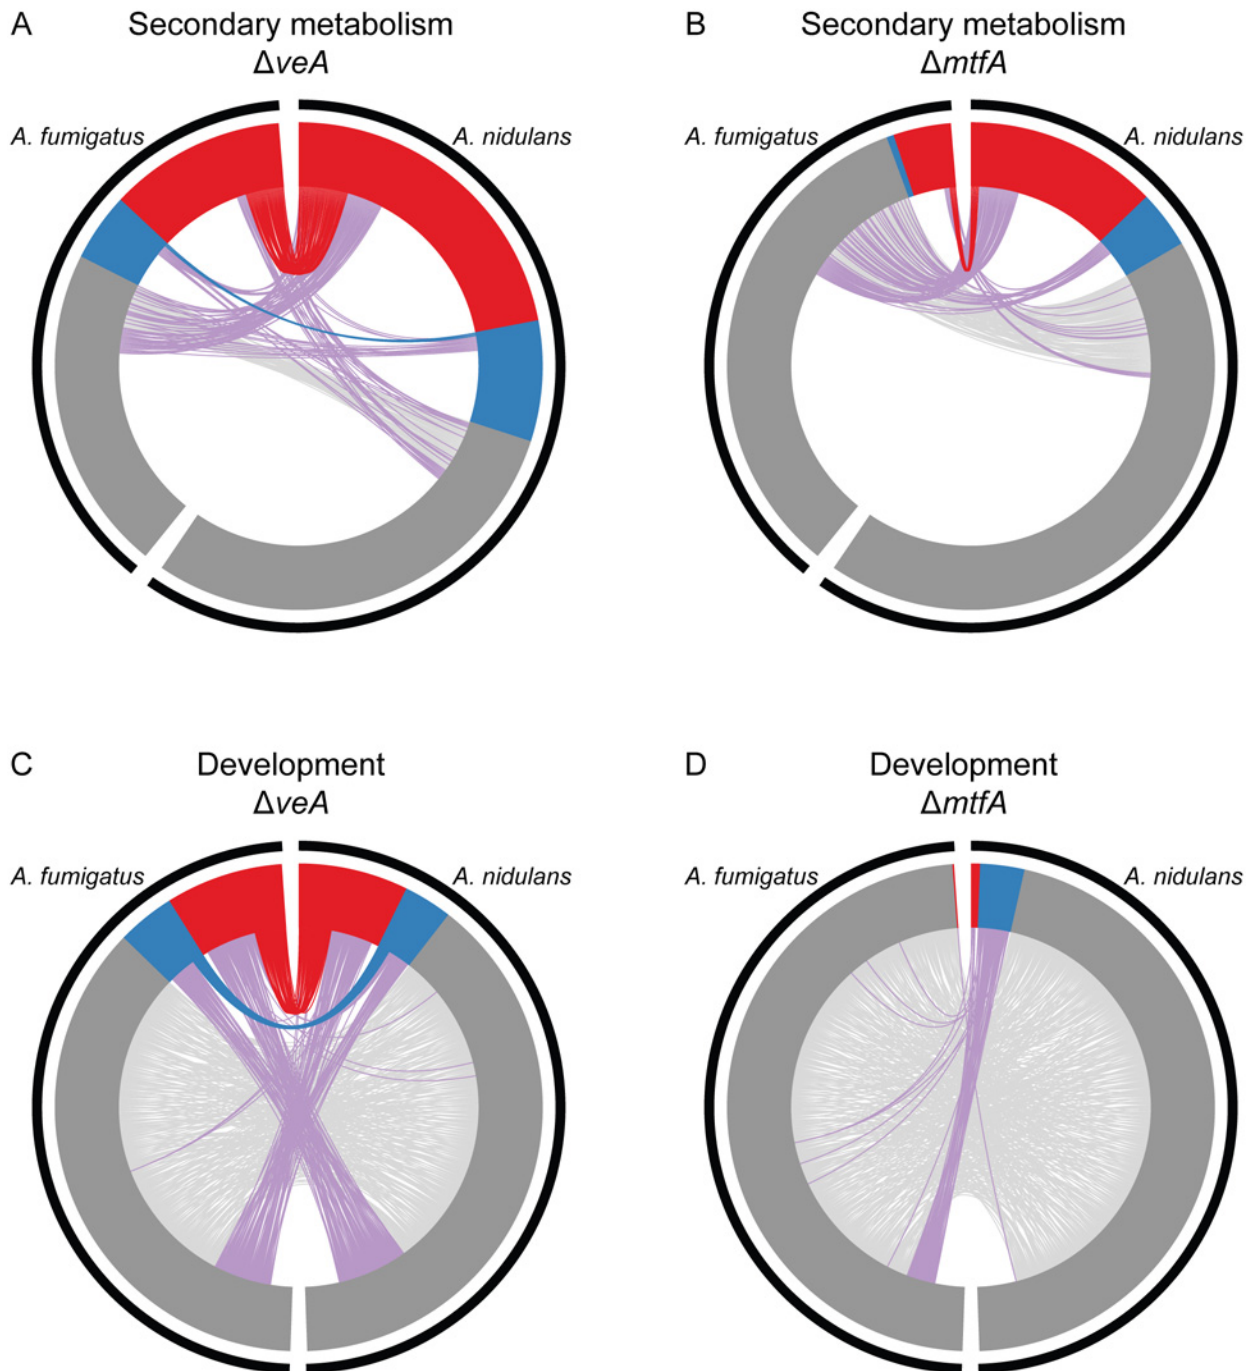 A
Secondary metabolism
ΔveA
A. fumigatus
A. nidulans
B
Secondary metabolism
ΔmtfA
A. fumigatus
A. nidulans
C
Development
ΔveA
A. fumigatus
A. nidulans
D
Development
ΔmtfA
A. fumigatus
A. nidulans